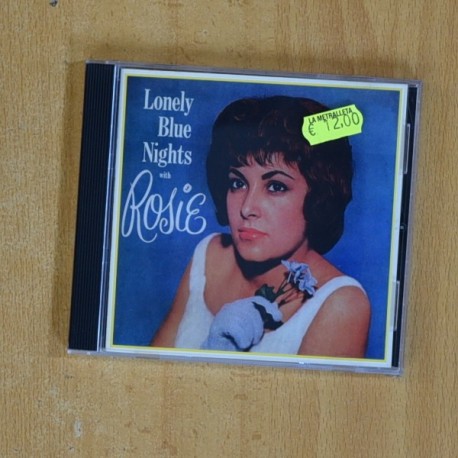 Lonely
Blue
Nights
with
Rosie
LA METRALLETA
€ 12,00